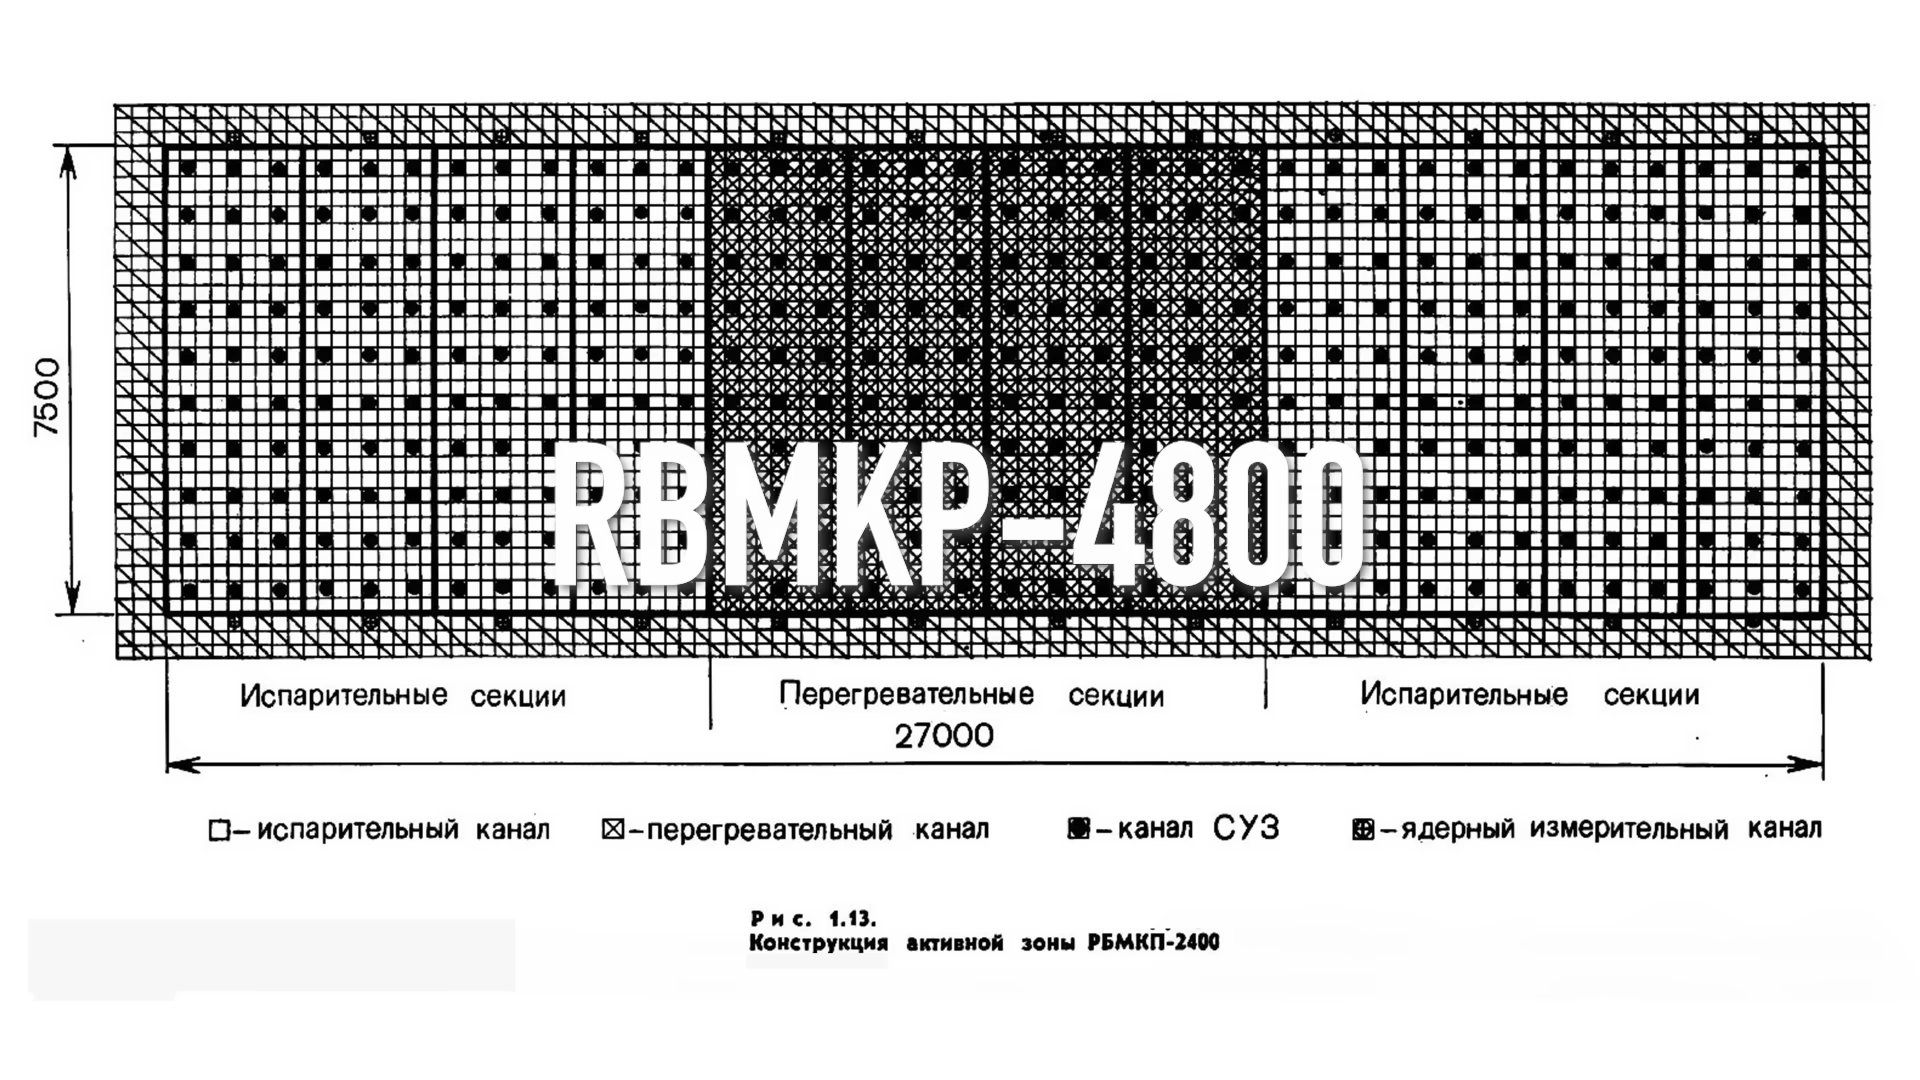 7500
RBMKP-4800
Испарительные секции
Перегревательные секции
Испарительные секции
27000
– испарительный канал
– перегревательный канал
– канал СУЗ
– ядерный измерительный канал
Рис. 1.13.
Конструкция активной зоны РБМКП-2400